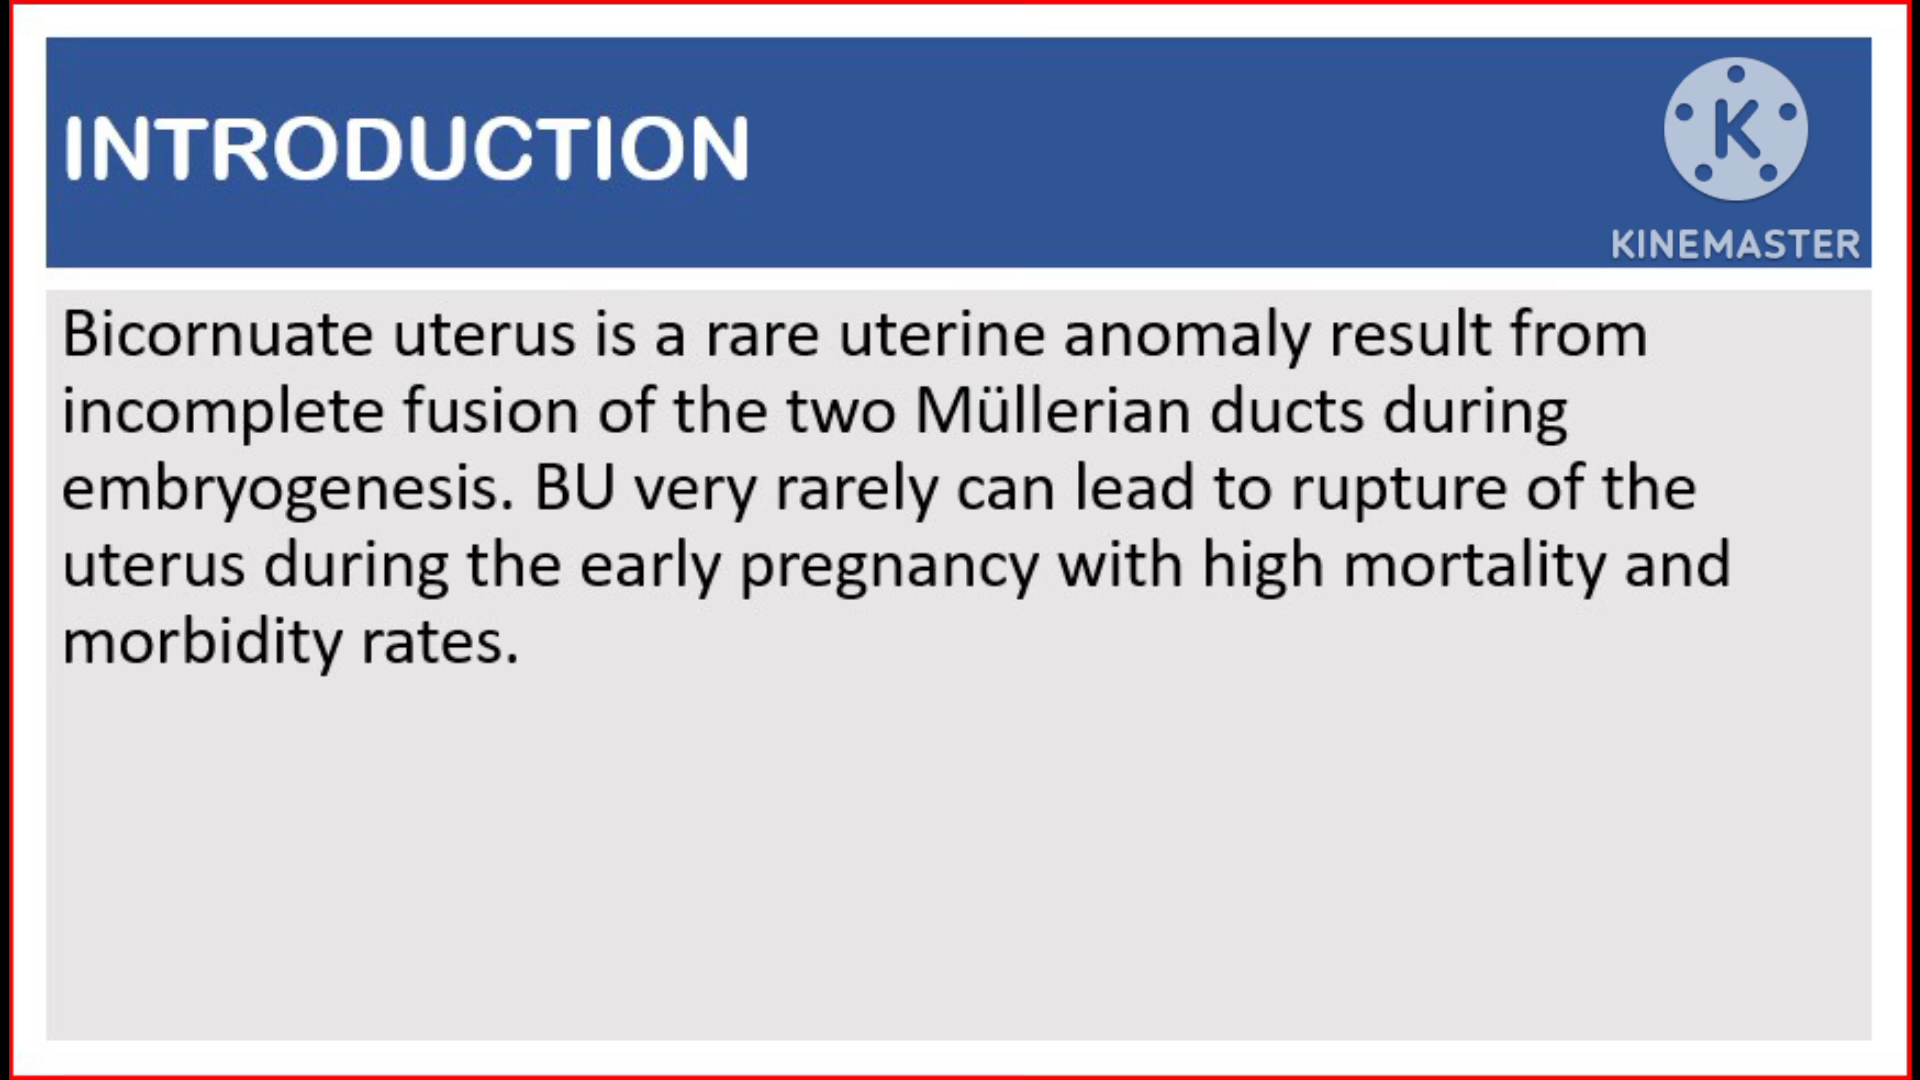 INTRODUCTION
K
KINEMASTER
Bicornuate uterus is a rare uterine anomaly result from
incomplete fusion of the two Müllerian ducts during
embryogenesis. BU very rarely can lead to rupture of the
uterus during the early pregnancy with high mortality and
morbidity rates.